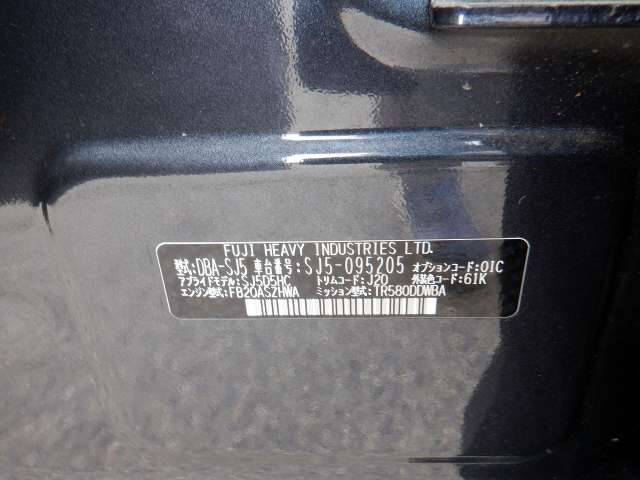 FUJI HEAVY INDUSTRIES LTD.
型式:DBA-SJ5 車台番号:SJ5-095205 オプションコード:OIC
アプライドモデル:SJ5D5HC トリムコード:J20 外装色コード:61K
エンジン型式:FB20ASZHWA ミッション型式:TR580DDWBA